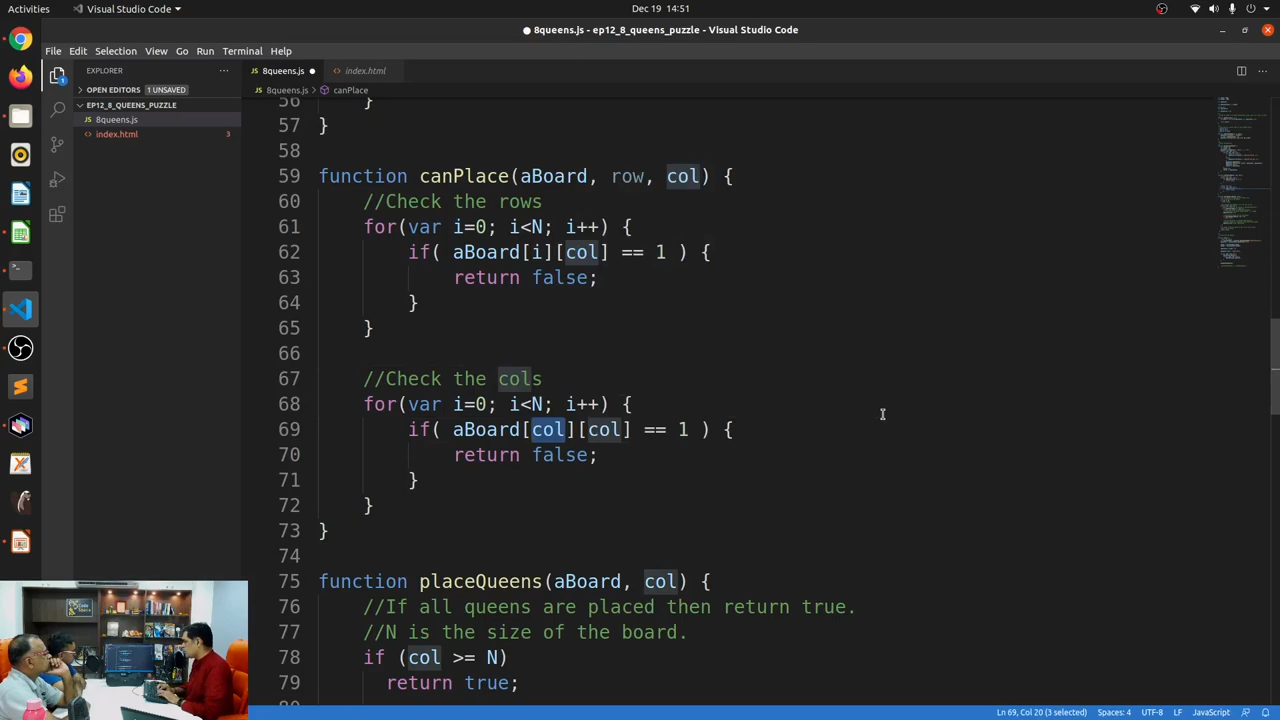 Activities
Visual Studio Code
Dec 19 14:51
8queens.js - ep12_8_queens_puzzle - Visual Studio Code
File Edit Selection View Go Run Terminal Help
EXPLORER
8queens.js
index.html
OPEN EDITORS 1 UNSAVED
8queens.js > canPlace
EP12_8_QUEENS_PUZZLE
8queens.js
index.html 3
56 }
57 }
58
59 function canPlace(aBoard, row, col) {
60 //Check the rows
61 for(var i=0; i<N; i++) {
62 if( aBoard[i][col] == 1 ) {
63 return false;
64 }
65 }
66
67 //Check the cols
68 for(var i=0; i<N; i++) {
69 if( aBoard[col][col] == 1 ) {
70 return false;
71 }
72 }
73 }
74
75 function placeQueens(aBoard, col) {
76 //If all queens are placed then return true.
77 //N is the size of the board.
78 if (col >= N)
79 return true;
Ln 69, Col 20 (3 selected) Spaces: 4 UTF-8 LF JavaScript